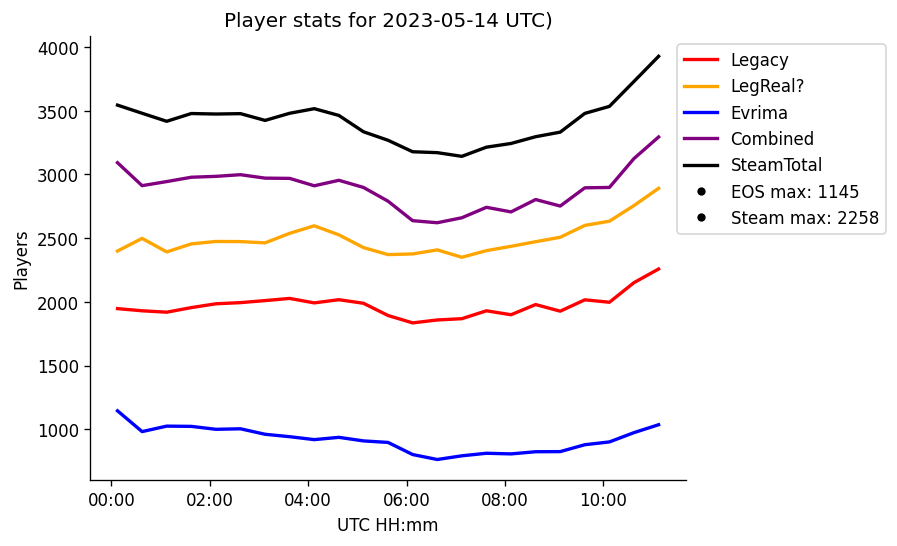 Player stats for 2023-05-14 UTC)
4000
3500
3000
2500
2000
1500
1000
Players
00:00 02:00 04:00 06:00 08:00 10:00
UTC HH:mm
Legacy
LegReal?
Evrima
Combined
SteamTotal
EOS max: 1145
Steam max: 2258